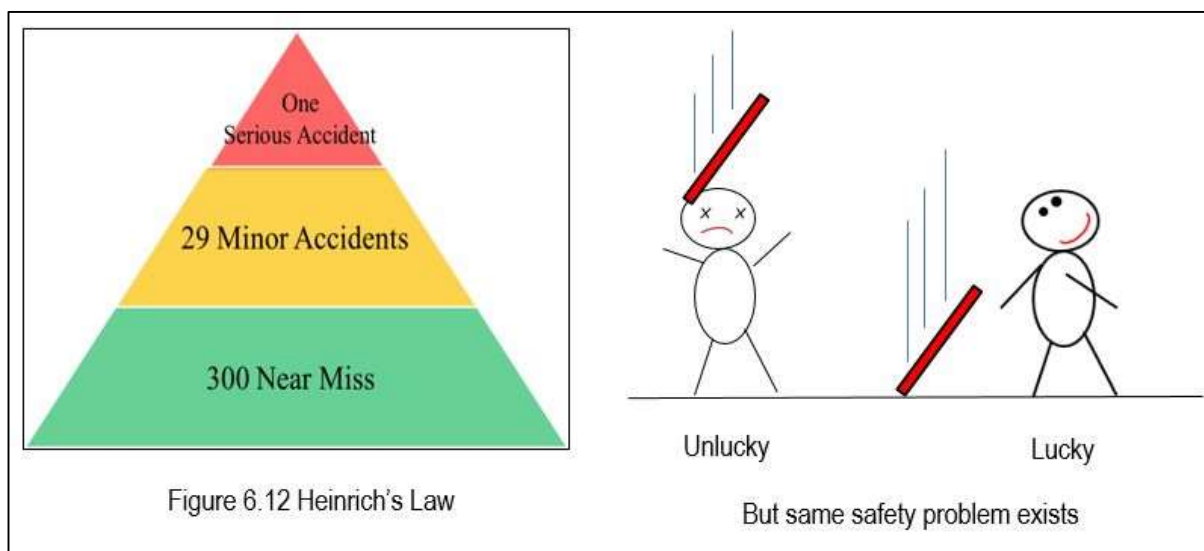 One
Serious Accident
29 Minor Accidents
300 Near Miss
Figure 6.12 Heinrich's Law
x x
Unlucky
Lucky
But same safety problem exists